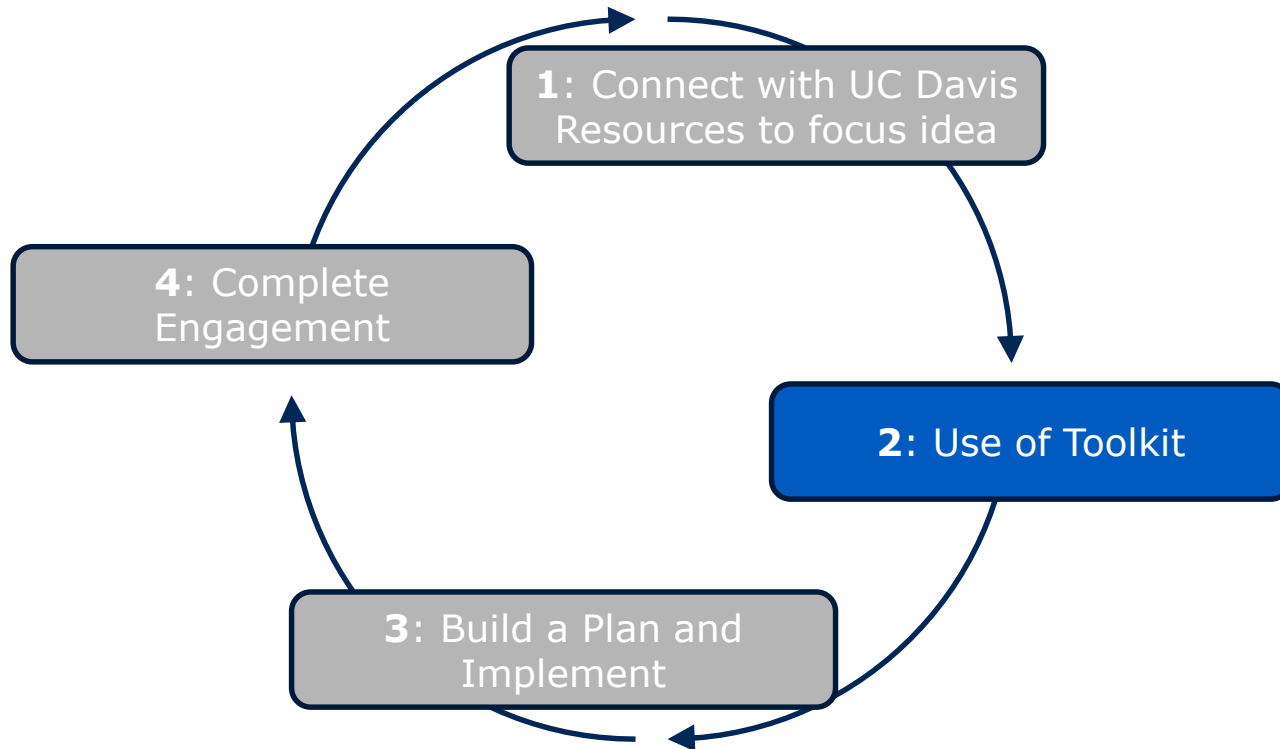 1: Connect with UC Davis
Resources to focus idea
2: Use of Toolkit
3: Build a Plan and
Implement
4: Complete
Engagement